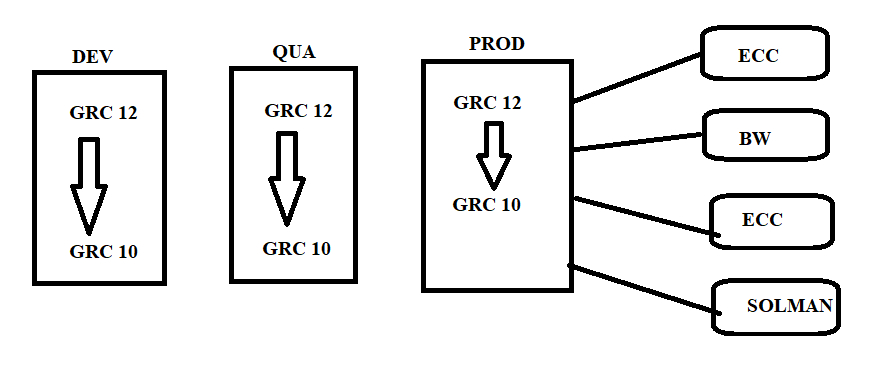 DEV
GRC 12
GRC 10
QUA
GRC 12
GRC 10
PROD
GRC 12
GRC 10
ECC
BW
ECC
SOLMAN